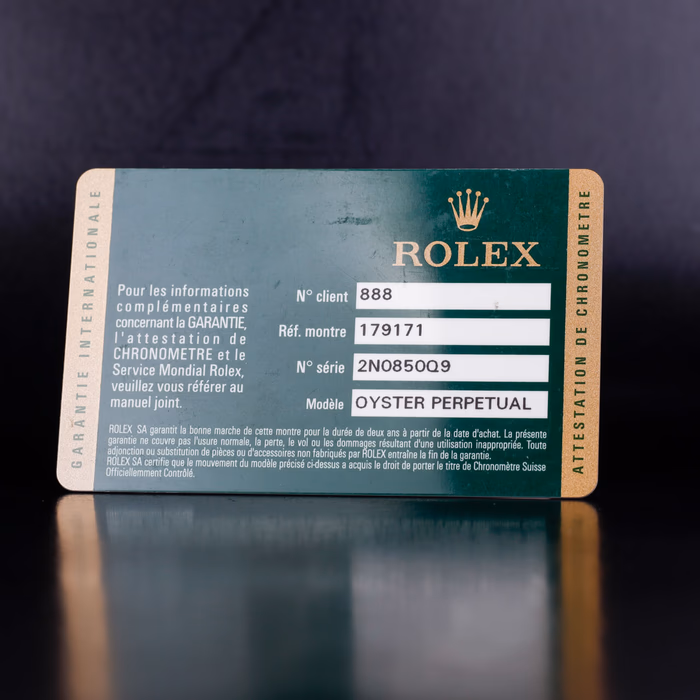 GARANTIE INTERNATIONALE
ROLEX
Pour les informations
complémentaires
concernant la GARANTIE,
l'attestation de
CHRONOMETRE et le
Service Mondial Rolex,
veuillez vous référer au
manuel joint.
N° client 888
Réf. montre 179171
N° série 2N0850Q9
Modèle OYSTER PERPETUAL
ROLEX SA garantit la bonne marche de cette montre pour la durée de deux ans à partir de la date d'achat. La présente
garantie ne couvre pas l'usure normale, la perte, le vol ou les dommages résultant d'une utilisation inappropriée. Toute
adjonction ou substitution de pièces ou d'accessoires non fabriqués par ROLEX entraîne la fin de la garantie.
ROLEX SA certifie que le mouvement du modèle précisé ci-dessus a acquis le droit de porter le titre de Chronomètre Suisse
Officiellement Contrôlé.
ATTESTATION DE CHRONOMETRE